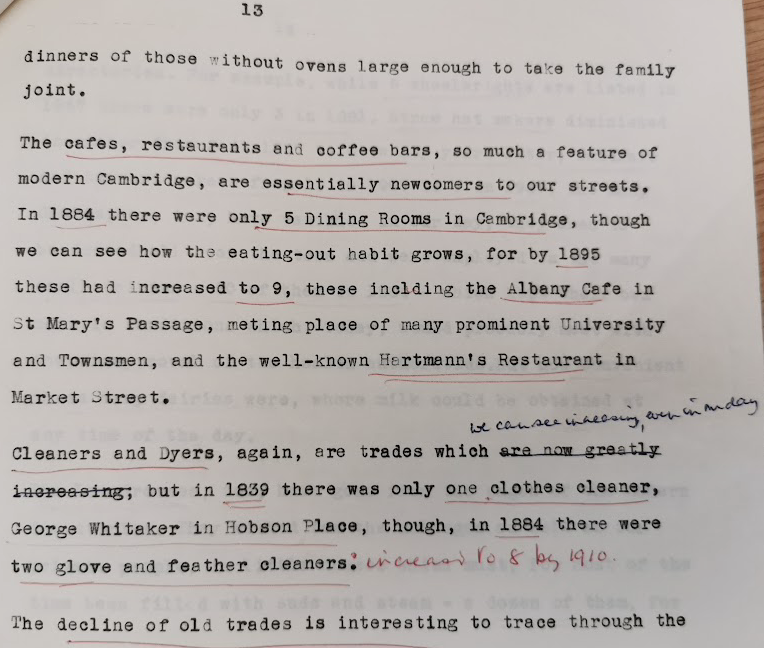 13
dinners of those without ovens large enough to take the family
joint.
The cafes, restaurants and coffee bars, so much a feature of
modern Cambridge, are essentially newcomers to our streets.
In 1884 there were only 5 Dining Rooms in Cambridge, though
we can see how the eating-out habit grows, for by 1895
these had increased to 9, these inclding the Albany Cafe in
St Mary's Passage, meting place of many prominent University
and Townsmen, and the well-known Hartmann's Restaurant in
Market Street.
we can see increasing, even in my day
Cleaners and Dyers, again, are trades which are now greatly
increasing; but in 1839 there was only one clothes cleaner,
George Whitaker in Hobson Place, though, in 1884 there were
two glove and feather cleaners: increased to 8 by 1910.
The decline of old trades is interesting to trace through the